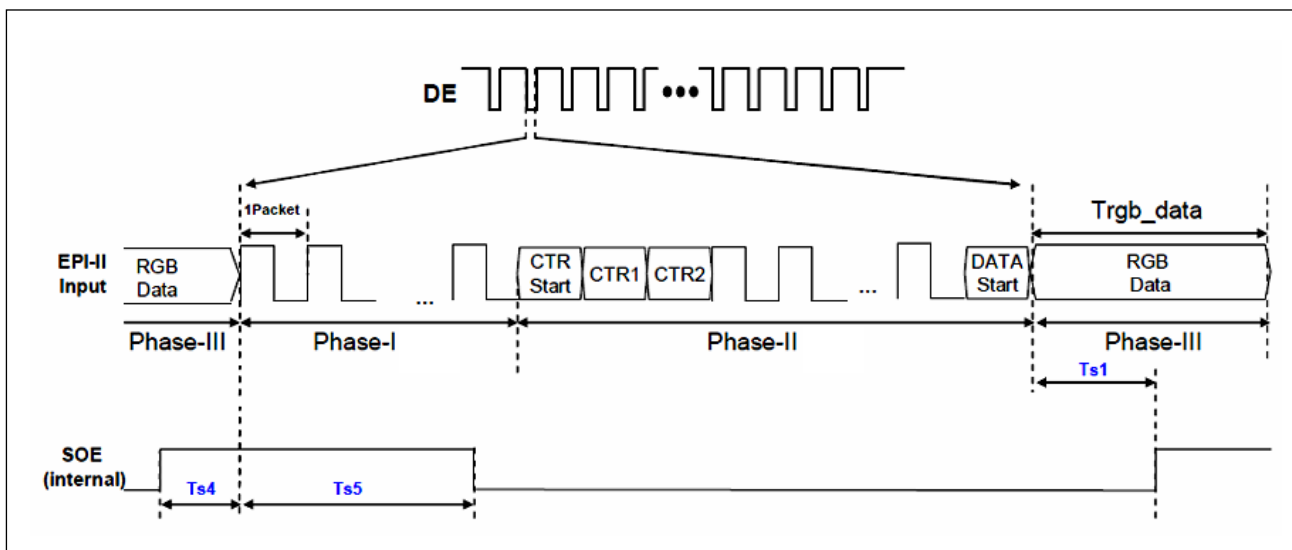 DE
1Packet
Trgb_data
EPI-II
Input
RGB
Data
...
CTR
Start
CTR1
CTR2
...
DATA
Start
RGB
Data
Phase-III
Phase-I
Phase-II
Phase-III
Ts1
SOE
(internal)
Ts4
Ts5